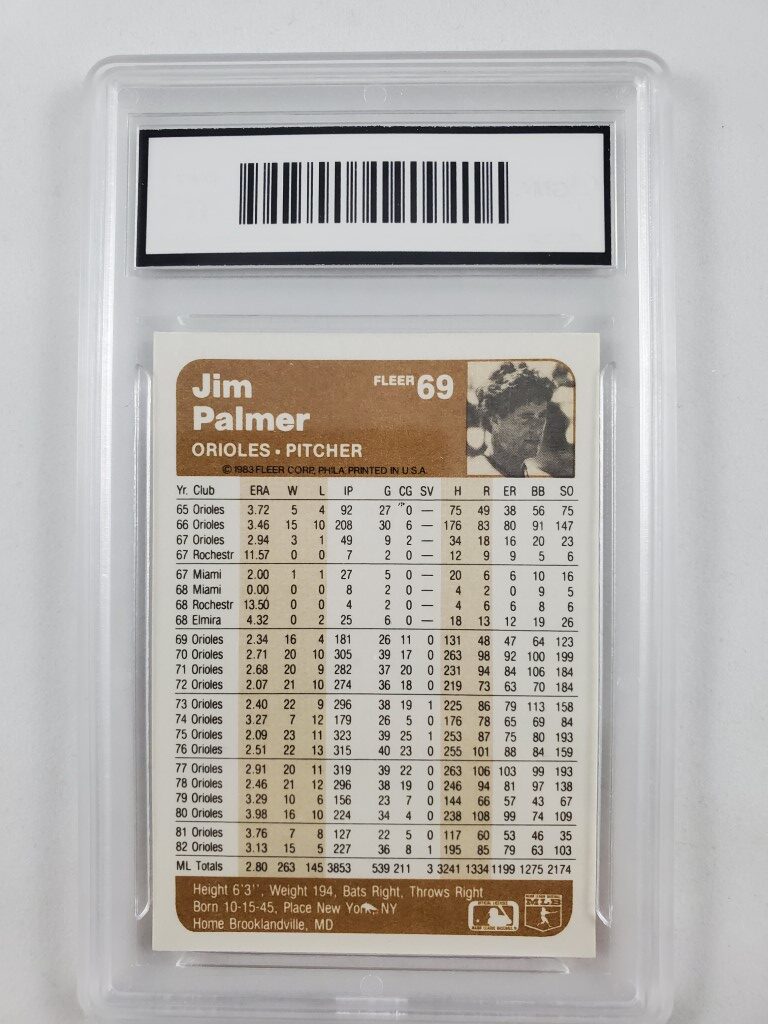 Jim
FLEER 69
Palmer
ORIOLES • PITCHER
© 1983 FLEER CORP, PHILA. PRINTED IN U.S.A.
Yr. Club ERA W L IP G CG SV H R ER BB SO
65 Orioles 3.72 5 4 92 27 0 — 75 49 38 56 75
66 Orioles 3.46 15 10 208 30 6 — 176 83 80 91 147
67 Orioles 2.94 3 1 49 9 2 — 34 18 16 20 23
67 Rochestr 11.57 0 0 7 2 0 — 12 9 9 5 6
67 Miami 2.00 1 1 27 5 0 — 20 6 6 10 16
68 Miami 0.00 0 0 8 2 0 — 4 2 0 9 5
68 Rochestr 13.50 0 0 4 2 0 — 4 6 6 8 6
68 Elmira 4.32 0 2 25 6 0 — 18 13 12 19 26
69 Orioles 2.34 16 4 181 26 11 0 131 48 47 64 123
70 Orioles 2.71 20 10 305 39 17 0 263 98 92 100 199
71 Orioles 2.68 20 9 282 37 20 0 231 94 84 106 184
72 Orioles 2.07 21 10 274 36 18 0 219 73 63 70 184
73 Orioles 2.40 22 9 296 38 19 1 225 86 79 113 158
74 Orioles 3.27 7 12 179 26 5 0 176 78 65 69 84
75 Orioles 2.09 23 11 323 39 25 1 253 87 75 80 193
76 Orioles 2.51 22 13 315 40 23 0 255 101 88 84 159
77 Orioles 2.91 20 11 319 39 22 0 263 106 103 99 193
78 Orioles 2.46 21 12 296 38 19 0 246 94 81 97 138
79 Orioles 3.29 10 6 156 23 7 0 144 66 57 43 67
80 Orioles 3.98 16 10 224 34 4 0 238 108 99 74 109
81 Orioles 3.76 7 8 127 22 5 0 117 60 53 46 35
82 Orioles 3.13 15 5 227 36 8 1 195 85 79 63 103
ML Totals 2.80 263 145 3853 539 211 3 3241 1334 1199 1275 2174
Height 6'3'', Weight 194, Bats Right, Throws Right
Born 10-15-45, Place New York, NY
Home Brooklandville, MD
MLB